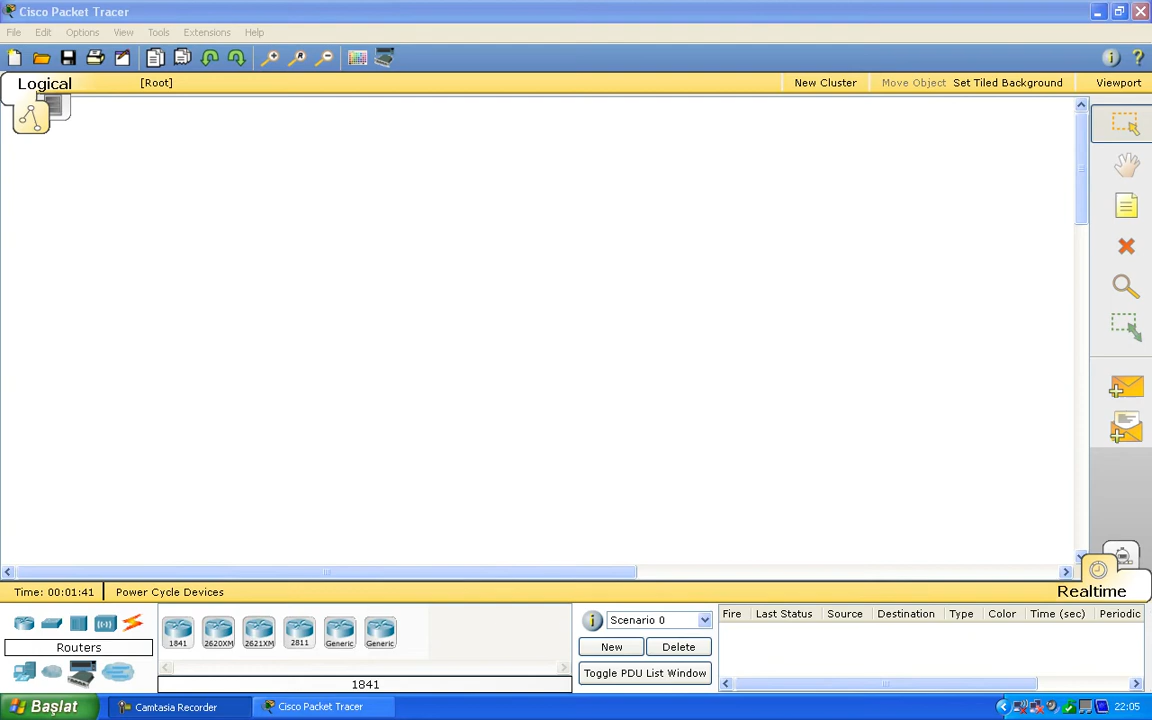 Cisco Packet Tracer
File Edit Options View Tools Extensions Help
Logical [Root] New Cluster Move Object Set Tiled Background Viewport
Time: 00:01:41 Power Cycle Devices Realtime
Routers
1841 2620XM 2621XM 2811 Generic Generic
1841
Scenario 0
New Delete
Toggle PDU List Window
Fire Last Status Source Destination Type Color Time (sec) Periodic
Başlat Camtasia Recorder Cisco Packet Tracer 22:05